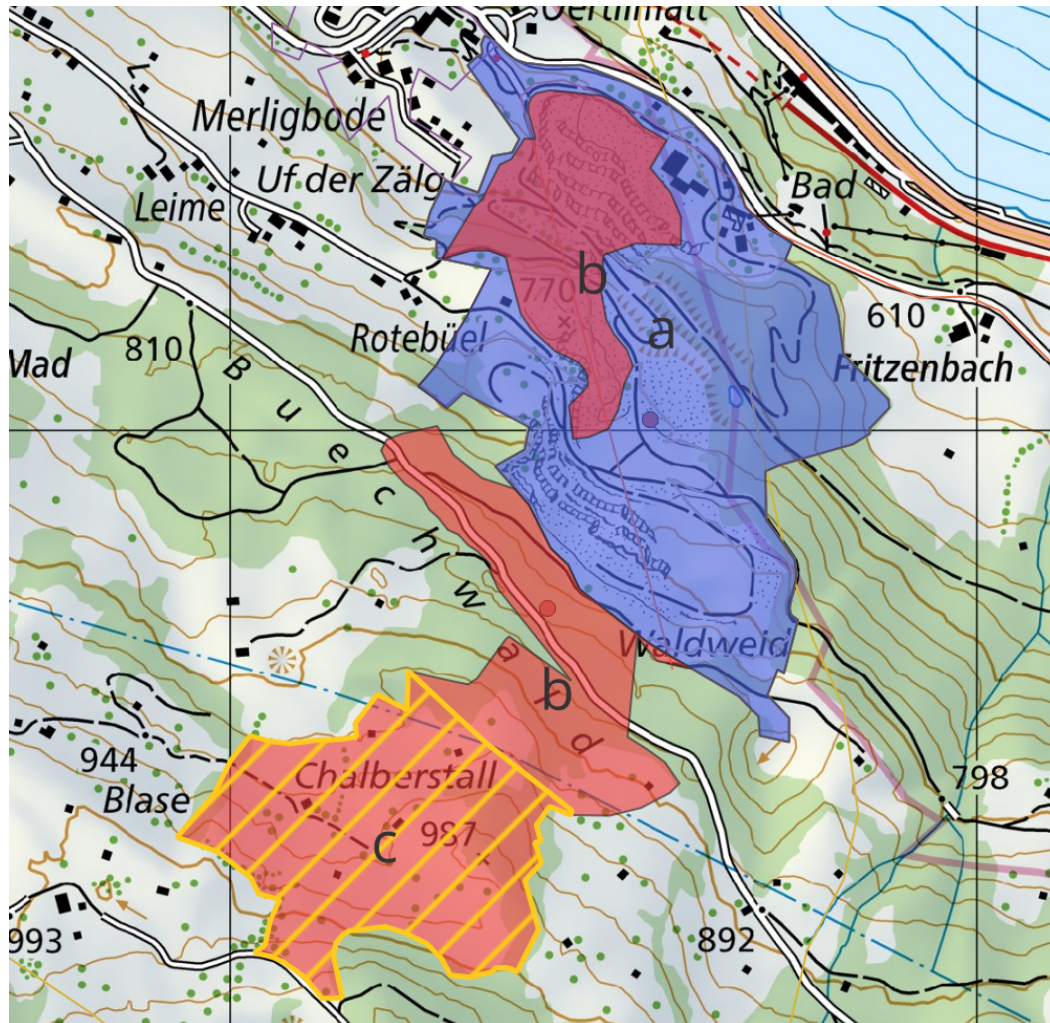 Oertlimatt
Merligbode
Uf der Zälg
Leime
Bad
b
770
a
610
Rotebüel
810
Mad
Fritzenbach
Buechwald
Waldweid
b
944
Blase
Chalberstall
798
987
c
993
892